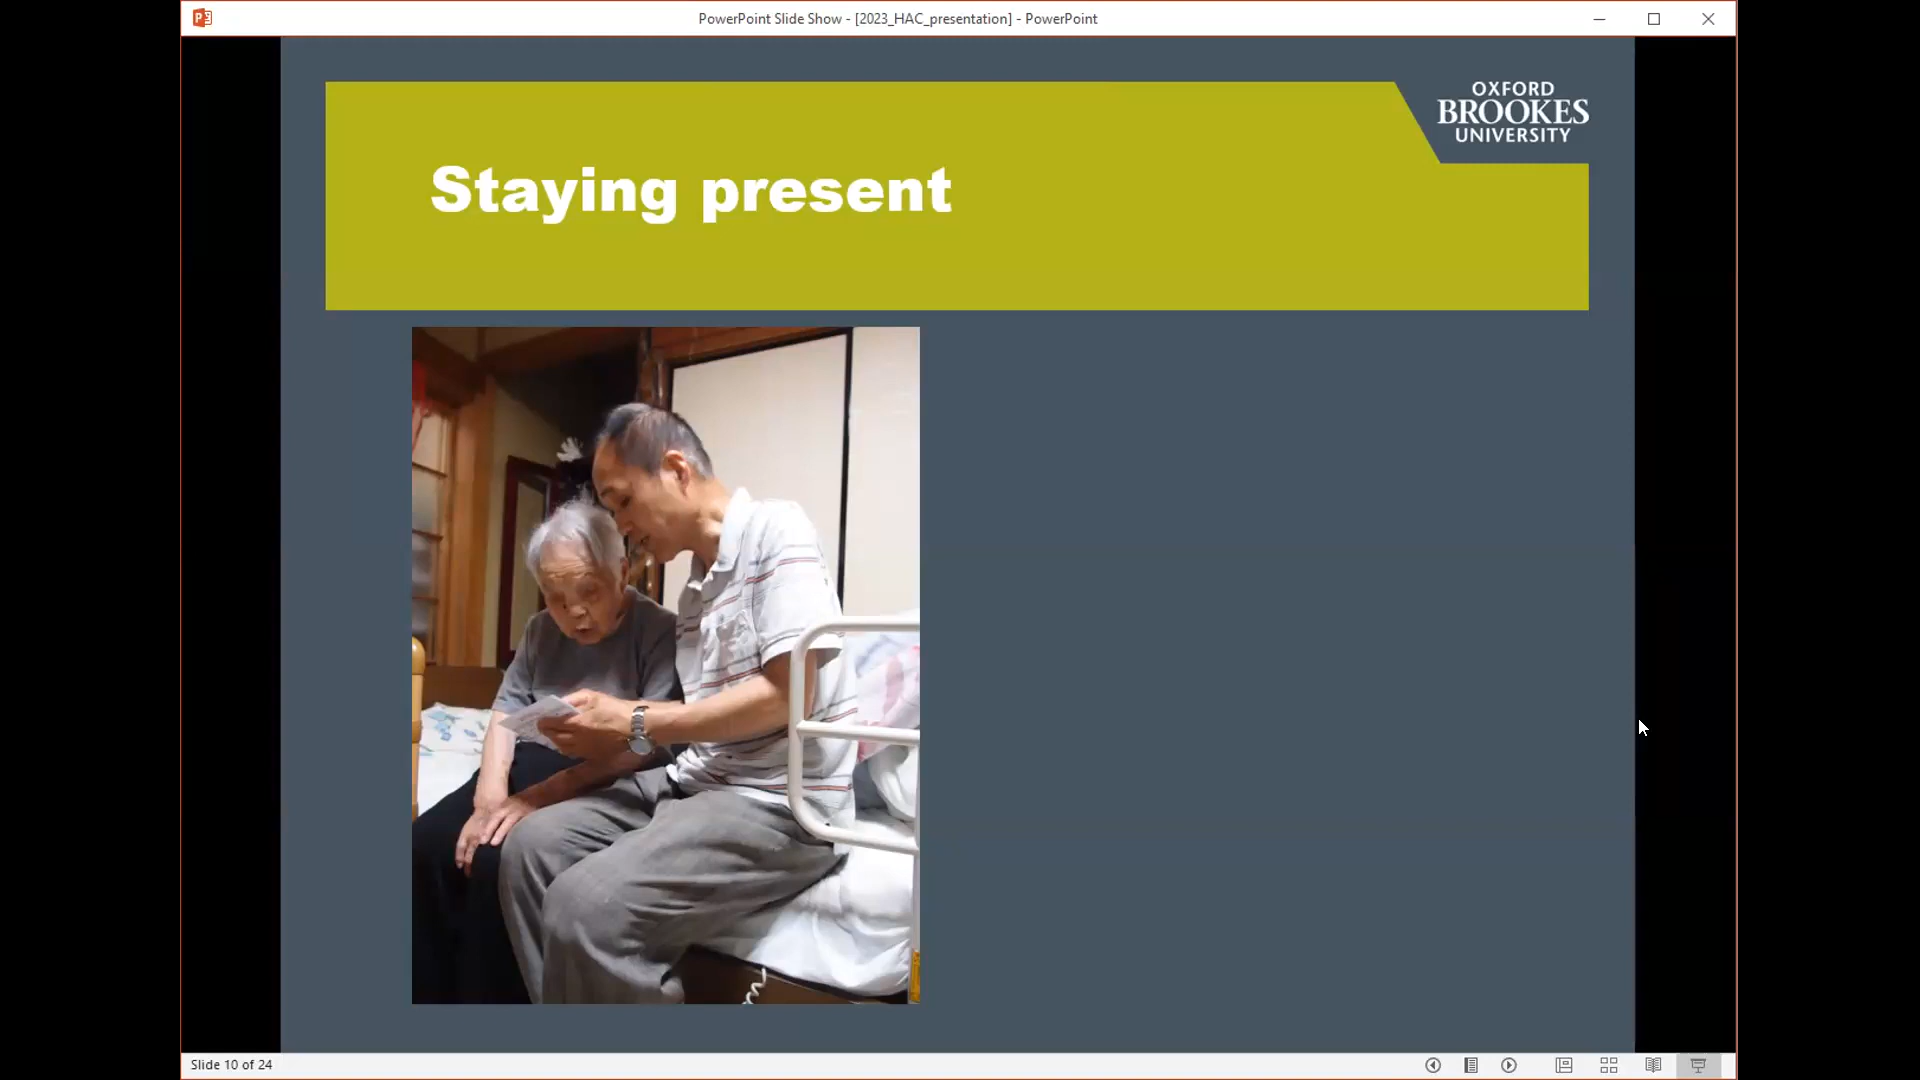 PowerPoint Slide Show - [2023_HAC_presentation] - PowerPoint
OXFORD
BROOKES
UNIVERSITY
Staying present
Slide 10 of 24